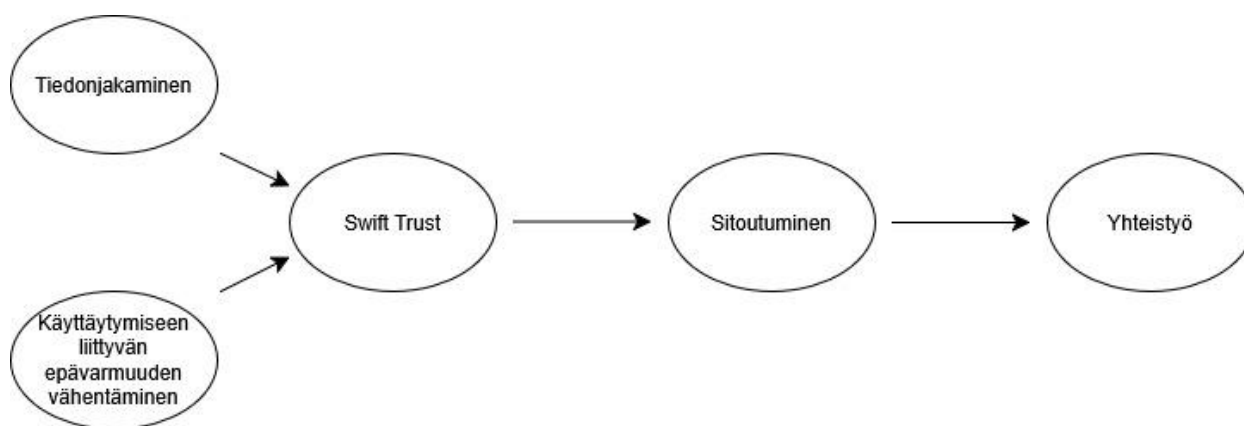 Tiedonjakaminen
Swift Trust
Sitoutuminen
Yhteistyö
Käyttäytymiseen
liittyvän
epävarmuuden
vähentäminen